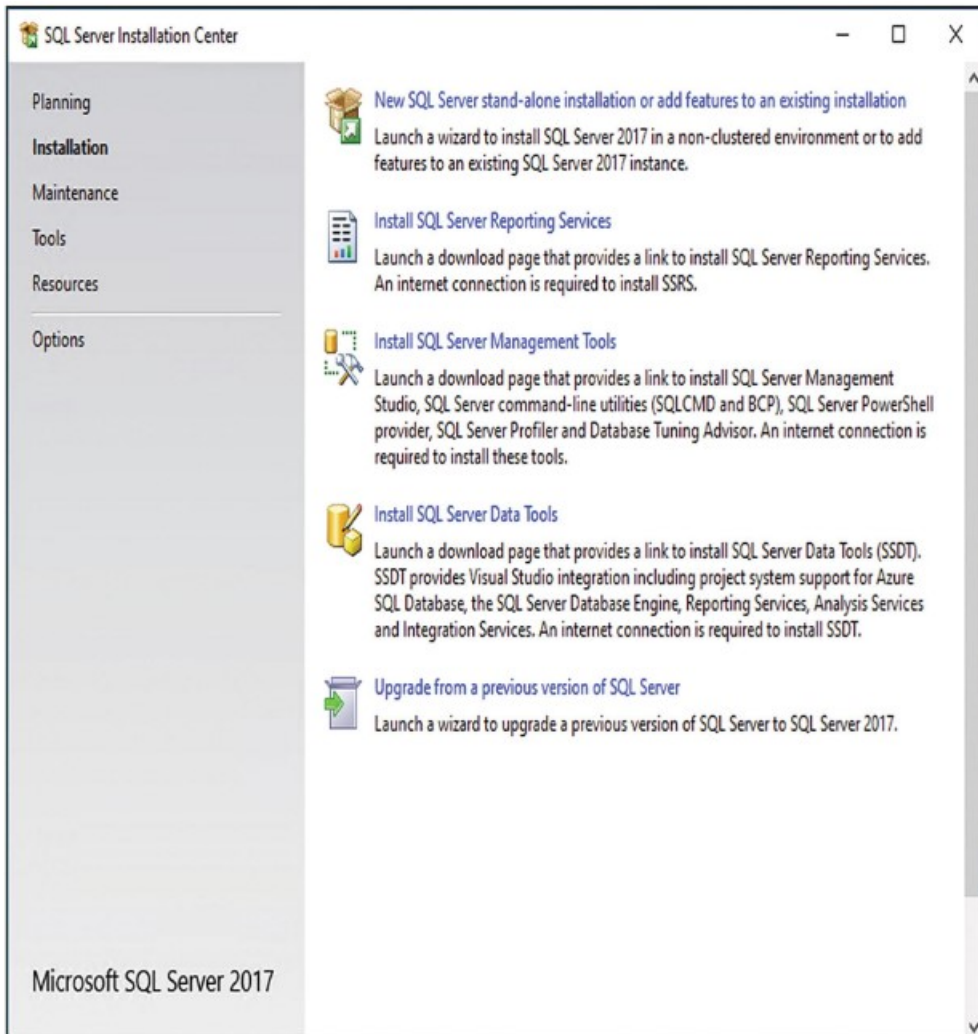 SQL Server Installation Center
Planning
Installation
Maintenance
Tools
Resources
Options
Microsoft SQL Server 2017
New SQL Server stand-alone installation or add features to an existing installation
Launch a wizard to install SQL Server 2017 in a non-clustered environment or to add
features to an existing SQL Server 2017 instance.
Install SQL Server Reporting Services
Launch a download page that provides a link to install SQL Server Reporting Services.
An internet connection is required to install SSRS.
Install SQL Server Management Tools
Launch a download page that provides a link to install SQL Server Management
Studio, SQL Server command-line utilities (SQLCMD and BCP), SQL Server PowerShell
provider, SQL Server Profiler and Database Tuning Advisor. An internet connection is
required to install these tools.
Install SQL Server Data Tools
Launch a download page that provides a link to install SQL Server Data Tools (SSDT).
SSDT provides Visual Studio integration including project system support for Azure
SQL Database, the SQL Server Database Engine, Reporting Services, Analysis Services
and Integration Services. An internet connection is required to install SSDT.
Upgrade from a previous version of SQL Server
Launch a wizard to upgrade a previous version of SQL Server to SQL Server 2017.